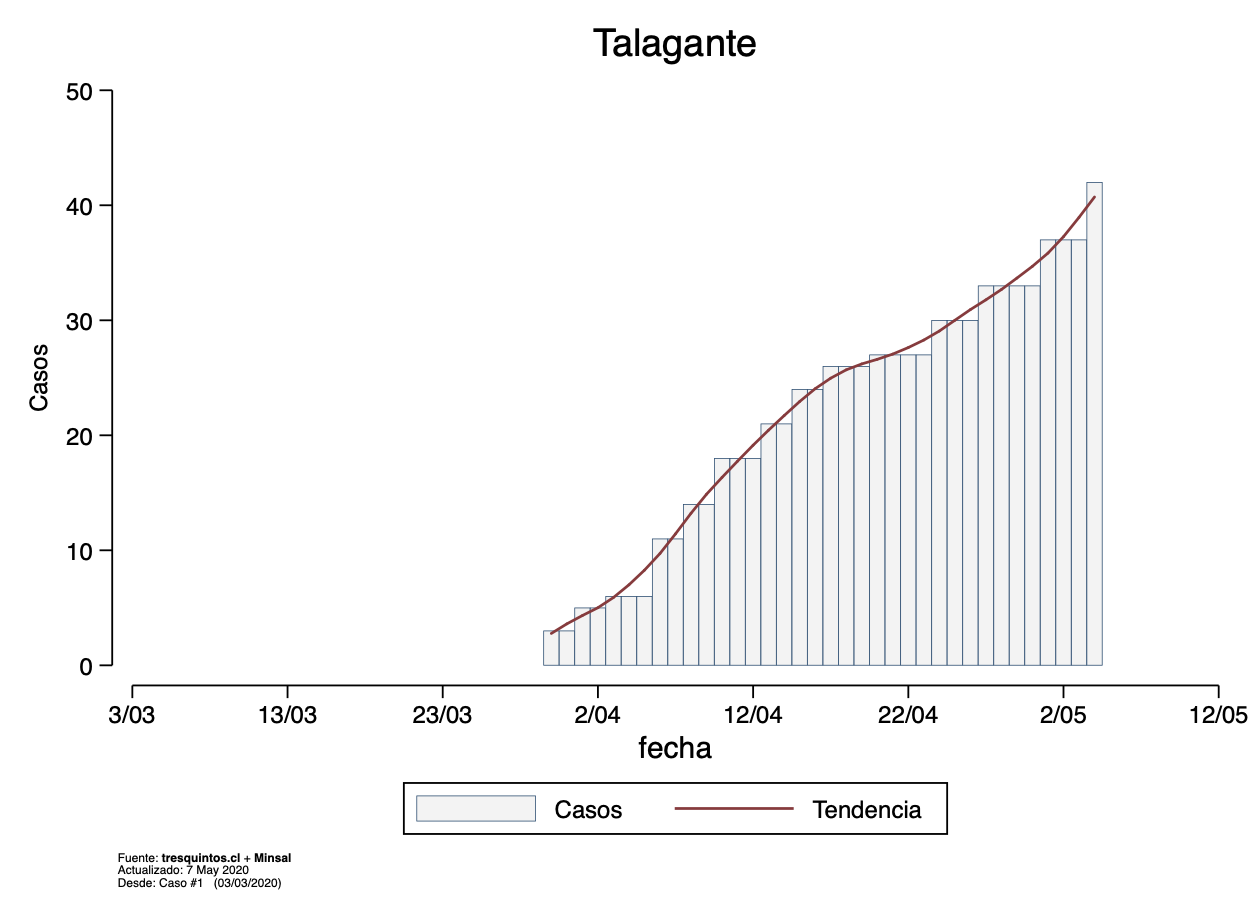 Talagante
50
40
30
20
10
0
Casos
3/03 13/03 23/03 2/04 12/04 22/04 2/05 12/05
fecha
Casos Tendencia
Fuente: tresquintos.cl + Minsal
Actualizado: 7 May 2020
Desde: Caso #1 (03/03/2020)